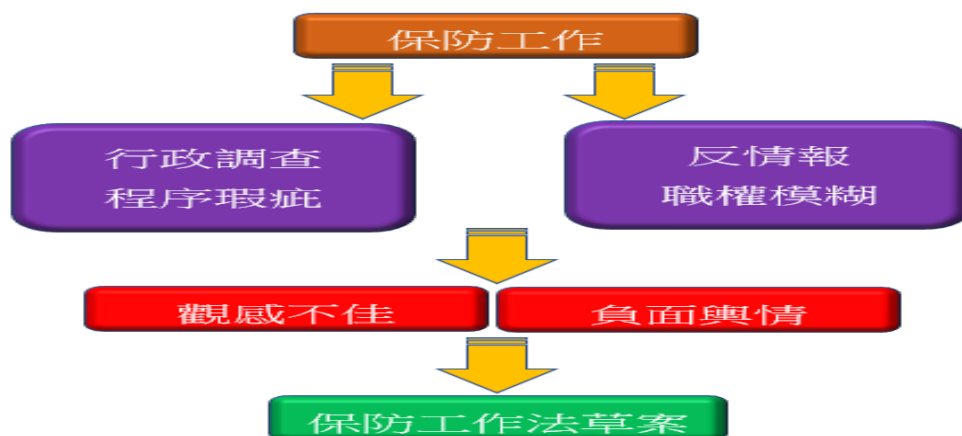 保防工作
行政調查
程序瑕疵
反情報
職權模糊
觀感不佳
負面輿情
保防工作法草案